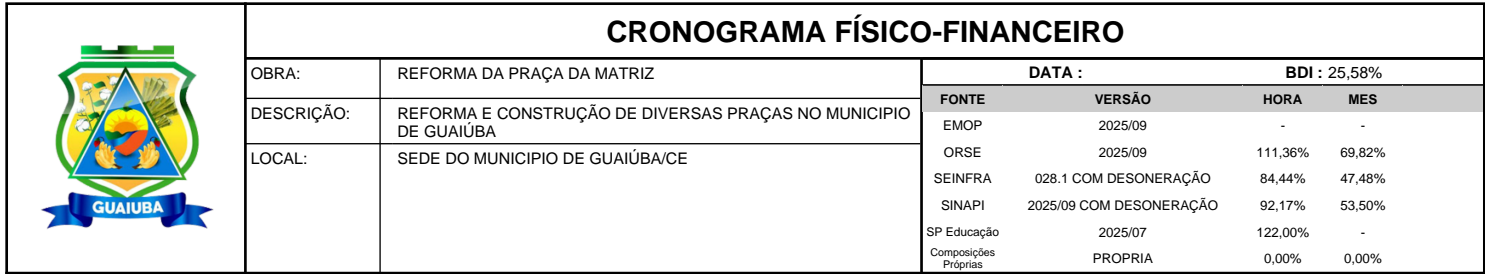 CRONOGRAMA FÍSICO-FINANCEIRO
OBRA: REFORMA DA PRAÇA DA MATRIZ
DESCRIÇÃO: REFORMA E CONSTRUÇÃO DE DIVERSAS PRAÇAS NO MUNICIPIO
DE GUAIÚBA
LOCAL: SEDE DO MUNICIPIO DE GUAIÚBA/CE
DATA : BDI : 25,58%
FONTE VERSÃO HORA MES
EMOP 2025/09 - -
ORSE 2025/09 111,36% 69,82%
SEINFRA 028.1 COM DESONERAÇÃO 84,44% 47,48%
SINAPI 2025/09 COM DESONERAÇÃO 92,17% 53,50%
SP Educação 2025/07 122,00% -
Composições
Próprias PROPRIA 0,00% 0,00%
GUAIUBA